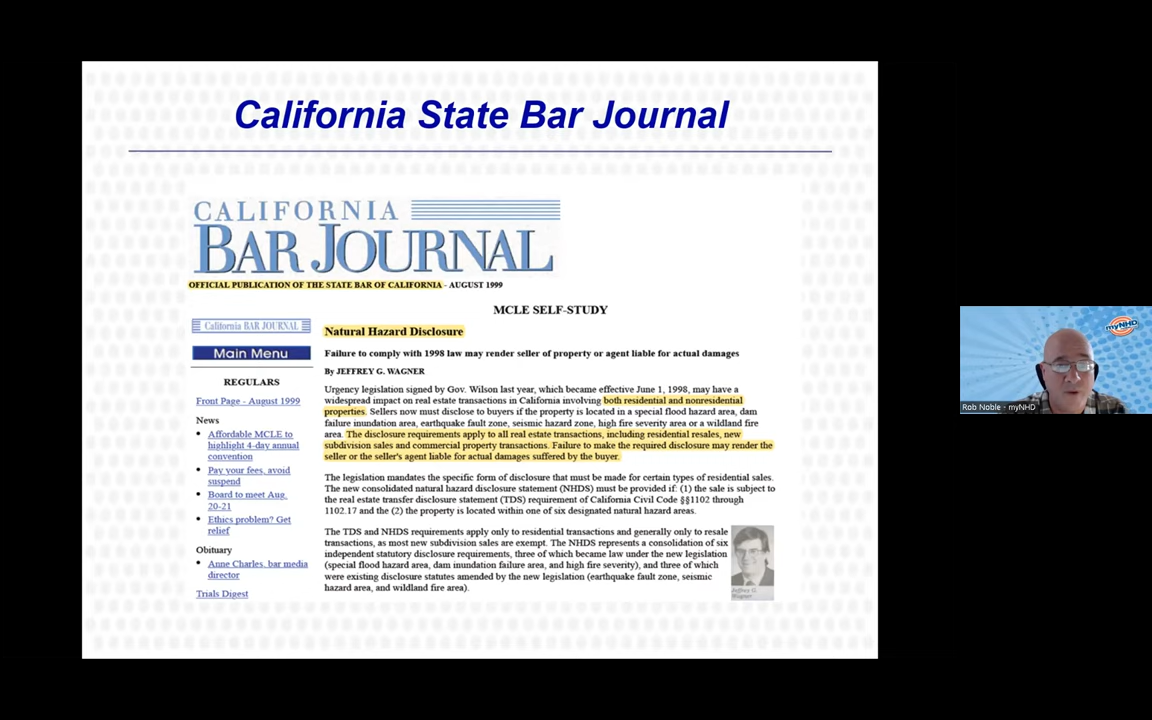 California State Bar Journal
CALIFORNIA
BAR JOURNAL
OFFICIAL PUBLICATION OF THE STATE BAR OF CALIFORNIA - AUGUST 1999
MCLE SELF-STUDY
California BAR JOURNAL
Main Menu
REGULARS
Front Page - August 1999
News
• Affordable MCLE to
highlight 4-day annual
convention
• Pay your fees, avoid
suspend
• Board to meet Aug.
20-21
• Ethics problem? Get
relief
Obituary
• Anne Charles, bar media
director
Trials Digest
Natural Hazard Disclosure
Failure to comply with 1998 law may render seller of property or agent liable for actual damages
By JEFFREY G. WAGNER
Urgency legislation signed by Gov. Wilson last year, which became effective June 1, 1998, may have a
widespread impact on real estate transactions in California involving both residential and nonresidential
properties. Sellers now must disclose to buyers if the property is located in a special flood hazard area, dam
failure inundation area, earthquake fault zone, seismic hazard zone, high fire severity area or a wildland fire
area. The disclosure requirements apply to all real estate transactions, including residential resales, new
subdivision sales and commercial property transactions. Failure to make the required disclosure may render the
seller or the seller's agent liable for actual damages suffered by the buyer.
The legislation mandates the specific form of disclosure that must be made for certain types of residential sales.
The new consolidated natural hazard disclosure statement (NHDS) must be provided if: (1) the sale is subject to
the real estate transfer disclosure statement (TDS) requirement of California Civil Code §§1102 through
1102.17 and the (2) the property is located within one of six designated natural hazard areas.
The TDS and NHDS requirements apply only to residential transactions and generally only to resale
transactions, as most new subdivision sales are exempt. The NHDS represents a consolidation of six
independent statutory disclosure requirements, three of which became law under the new legislation
(special flood hazard area, dam inundation failure area, and high fire severity), and three of which
were existing disclosure statutes amended by the new legislation (earthquake fault zone, seismic
hazard area, and wildland fire area).
Jeffrey G.
Wagner
myNHD
Rob Noble - myNHD